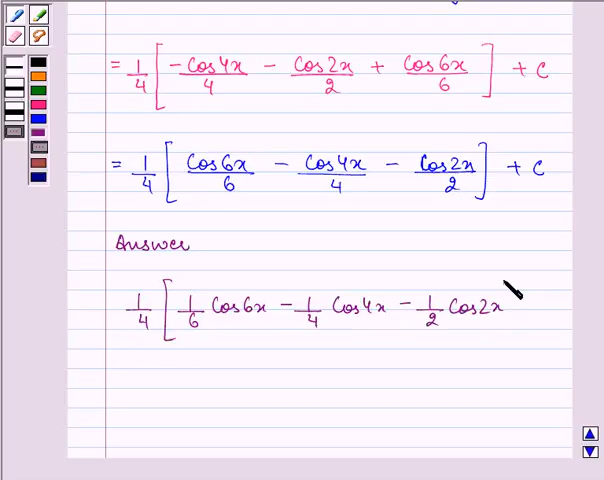 = 1/4 [ -cos4x/4 - cos2x/2 + cos6x/6 ] + c
= 1/4 [ cos6x/6 - cos4x/4 - cos2x/2 ] + c
Answer
1/4 [ 1/6 cos6x - 1/4 cos4x - 1/2 cos2x